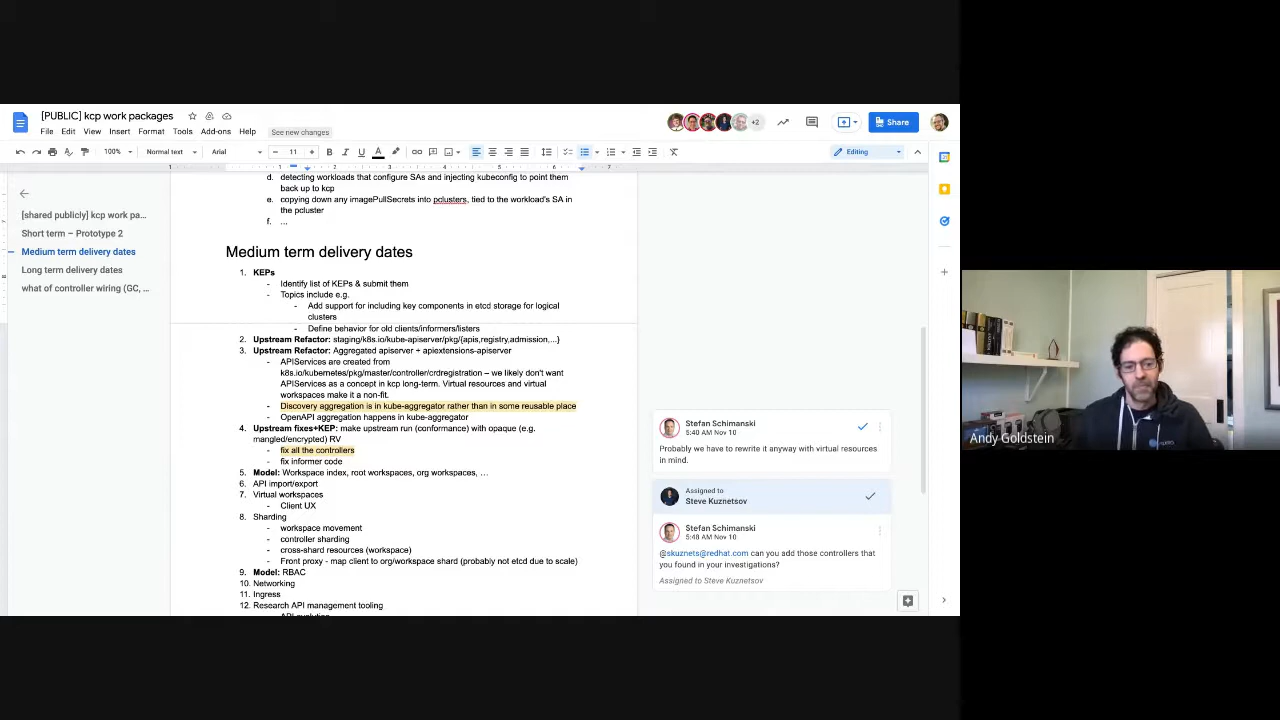 [PUBLIC] kcp work packages
File Edit View Insert Format Tools Add-ons Help See new changes
+2
Share
100% Normal text Arial 11 Editing
1 1 2 3 4 5 6 7
[shared publicly] kcp work pa...
Short term – Prototype 2
Medium term delivery dates
Long term delivery dates
what of controller wiring (GC, ...
d. detecting workloads that configure SAs and injecting kubeconfig to point them
back up to kcp
e. copying down any imagePullSecrets into pclusters, tied to the workload's SA in
the pcluster
f. ...
Medium term delivery dates
1. KEPs
- Identify list of KEPs & submit them
- Topics include e.g.
- Add support for including key components in etcd storage for logical
clusters
- Define behavior for old clients/informers/listers
2. Upstream Refactor: staging/k8s.io/kube-apiserver/pkg/{apis,registry,admission,...}
3. Upstream Refactor: Aggregated apiserver + apiextensions-apiserver
- APIServices are created from
k8s.io/kubernetes/pkg/master/controller/crdregistration – we likely don't want
APIServices as a concept in kcp long-term. Virtual resources and virtual
workspaces make it a non-fit.
- Discovery aggregation is in kube-aggregator rather than in some reusable place
- OpenAPI aggregation happens in kube-aggregator
4. Upstream fixes+KEP: make upstream run (conformance) with opaque (e.g.
mangled/encrypted) RV
- fix all the controllers
- fix informer code
5. Model: Workspace index, root workspaces, org workspaces, ...
6. API import/export
7. Virtual workspaces
- Client UX
8. Sharding
- workspace movement
- controller sharding
- cross-shard resources (workspace)
- Front proxy - map client to org/workspace shard (probably not etcd due to scale)
9. Model: RBAC
10. Networking
11. Ingress
12. Research API management tooling
Stefan Schimanski
5:40 AM Nov 10
Probably we have to rewrite it anyway with virtual resources
in mind.
Assigned to
Steve Kuznetsov
Stefan Schimanski
5:48 AM Nov 10
@skuznets@redhat.com can you add those controllers that
you found in your investigations?
Assigned to Steve Kuznetsov
Andy Goldstein